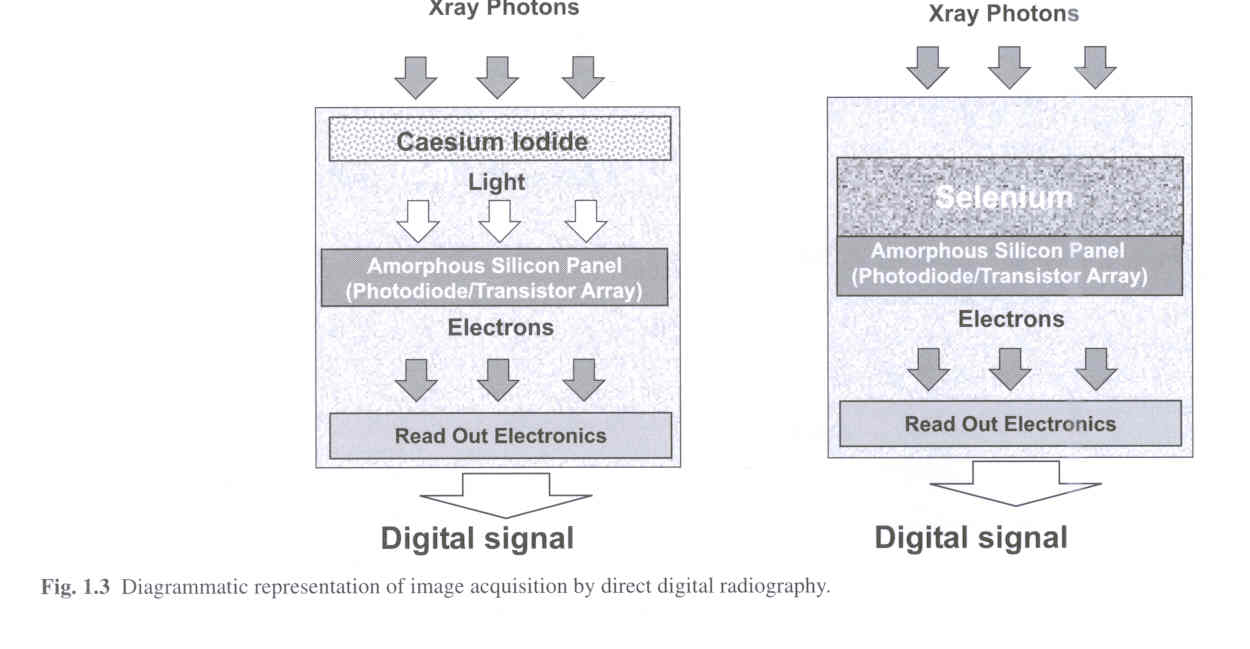 Xray Photons
Caesium Iodide
Light
Amorphous Silicon Panel
(Photodiode/Transistor Array)
Electrons
Read Out Electronics
Digital signal
Xray Photons
Selenium
Amorphous Silicon Panel
(Photodiode/Transistor Array)
Electrons
Read Out Electronics
Digital signal
Fig. 1.3 Diagrammatic representation of image acquisition by direct digital radiography.